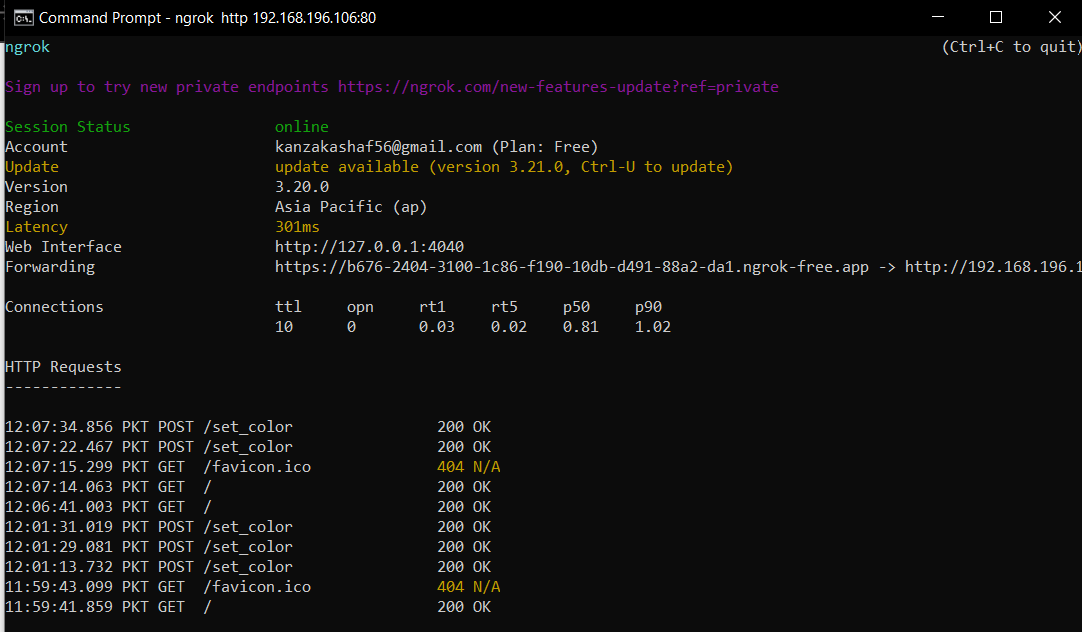 Command Prompt - ngrok http 192.168.196.106:80
ngrok (Ctrl+C to quit)
Sign up to try new private endpoints https://ngrok.com/new-features-update?ref=private
Session Status online
Account kanzakashaf56@gmail.com (Plan: Free)
Update update available (version 3.21.0, Ctrl-U to update)
Version 3.20.0
Region Asia Pacific (ap)
Latency 301ms
Web Interface http://127.0.0.1:4040
Forwarding https://b676-2404-3100-1c86-f190-10db-d491-88a2-da1.ngrok-free.app -> http://192.168.196.1
Connections ttl opn rt1 rt5 p50 p90
10 0 0.03 0.02 0.81 1.02
HTTP Requests
-------------
12:07:34.856 PKT POST /set_color 200 OK
12:07:22.467 PKT POST /set_color 200 OK
12:07:15.299 PKT GET /favicon.ico 404 N/A
12:07:14.063 PKT GET / 200 OK
12:06:41.003 PKT GET / 200 OK
12:01:31.019 PKT POST /set_color 200 OK
12:01:29.081 PKT POST /set_color 200 OK
12:01:13.732 PKT POST /set_color 200 OK
11:59:43.099 PKT GET /favicon.ico 404 N/A
11:59:41.859 PKT GET / 200 OK